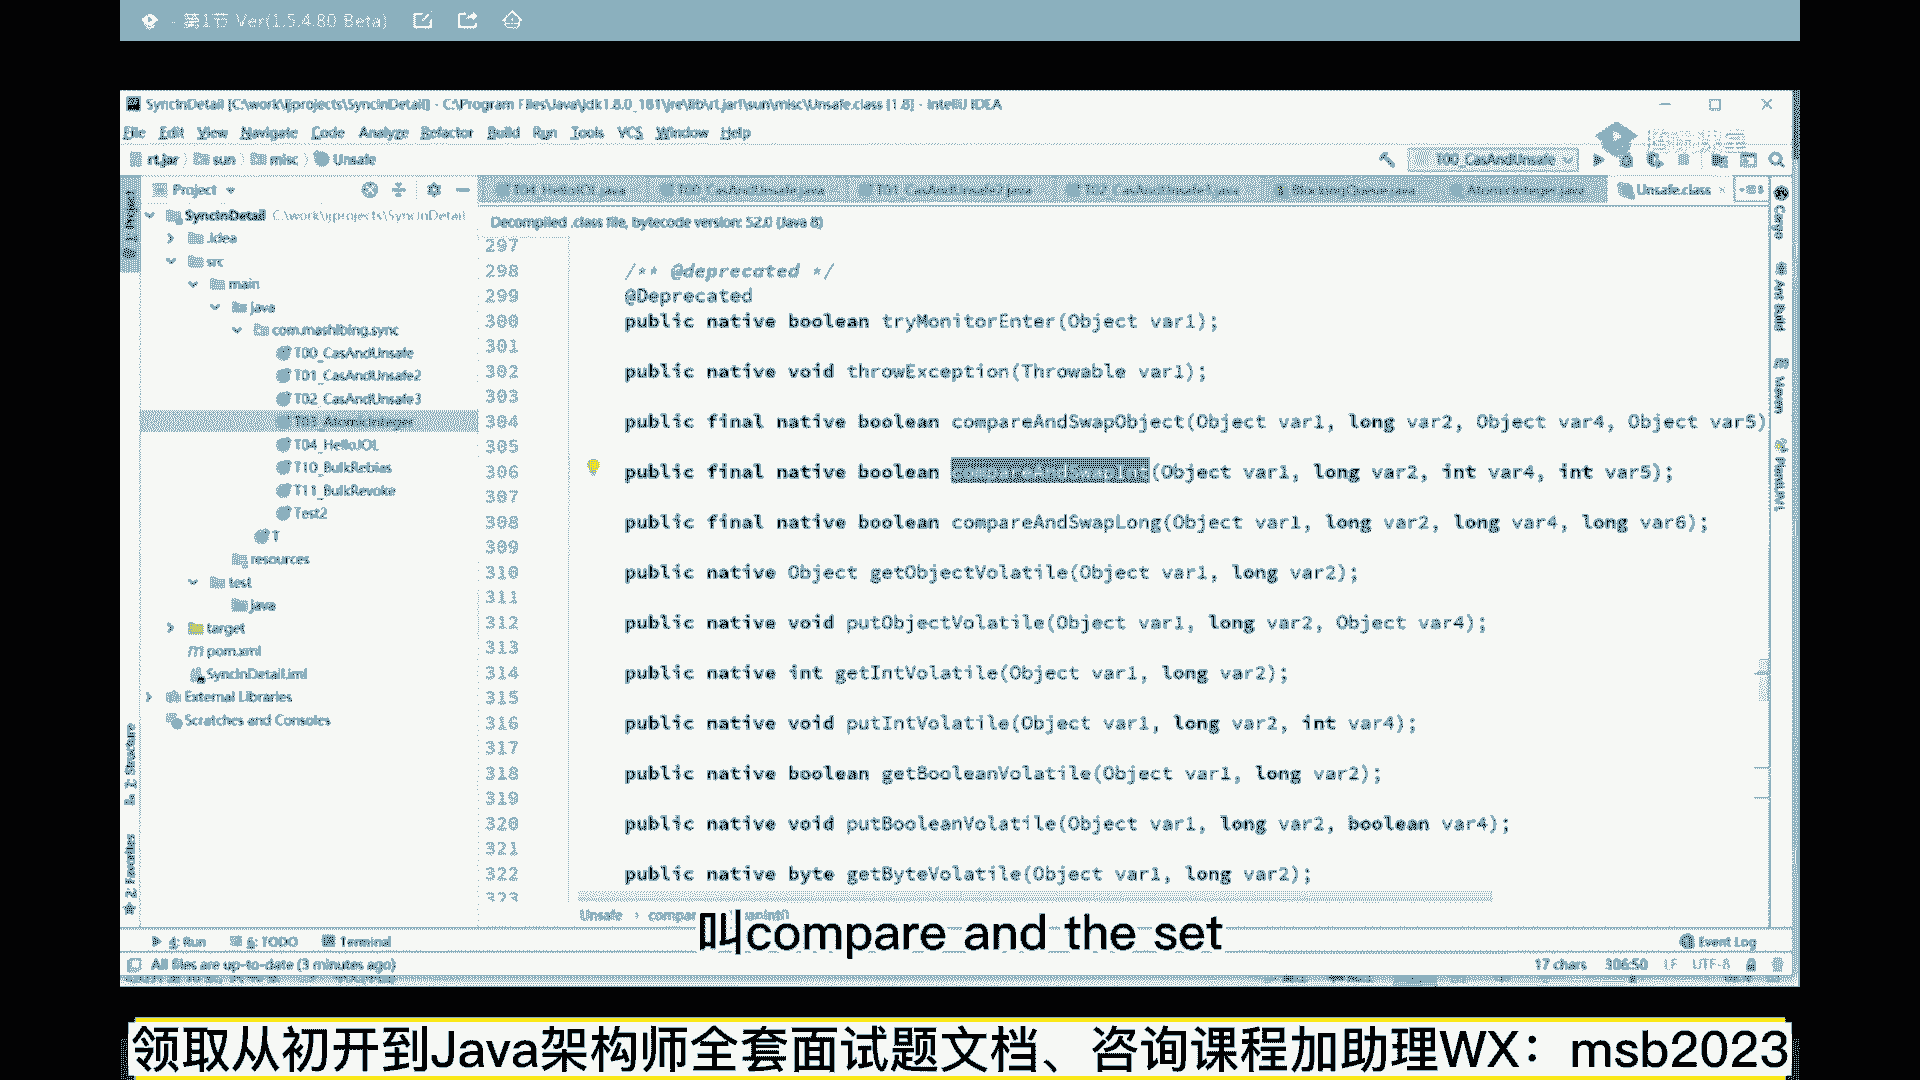 - 第1节 Ver(1.5.4.80 Beta)
SyncInDetail [C:\work\ijprojects\SyncInDetail] - C:\Program Files\Java\jdk1.8.0_161\jre\lib\rt.jar!\sun\misc\Unsafe.class [1.8] - IntelliJ IDEA
File Edit View Navigate Code Analyze Refactor Build Run Tools VCS Window Help
rt.jar sun misc Unsafe T00_CasAndUnsafe
Project T04_HelloJOL.java T00_CasAndUnsafe.java T01_CasAndUnsafe2.java T02_CasAndUnsafe3.java BlockingQueue.java AtomicInteger.java Unsafe.class
SyncInDetail C:\work\ijprojects\SyncInDetail
.idea
src
main
java
com.mashibing.sync
T00_CasAndUnsafe
T01_CasAndUnsafe2
T02_CasAndUnsafe3
T03_AtomicInteger
T04_HelloJOL
T10_BulkRebias
T11_BulkRevoke
Test2
T
resources
test
java
target
pom.xml
SyncInDetail.iml
External Libraries
Scratches and Consoles
1: Project
7: Structure
2: Favorites
Decompiled .class file, bytecode version: 52.0 (Java 8)
297
298 /** @deprecated */
299 @Deprecated
300 public native boolean tryMonitorEnter(Object var1);
301
302 public native void throwException(Throwable var1);
303
304 public final native boolean compareAndSwapObject(Object var1, long var2, Object var4, Object var5)
305
306 public final native boolean compareAndSwapInt(Object var1, long var2, int var4, int var5);
307
308 public final native boolean compareAndSwapLong(Object var1, long var2, long var4, long var6);
309
310 public native Object getObjectVolatile(Object var1, long var2);
311
312 public native void putObjectVolatile(Object var1, long var2, Object var4);
313
314 public native int getIntVolatile(Object var1, long var2);
315
316 public native void putIntVolatile(Object var1, long var2, int var4);
317
318 public native boolean getBooleanVolatile(Object var1, long var2);
319
320 public native void putBooleanVolatile(Object var1, long var2, boolean var4);
321
322 public native byte getByteVolatile(Object var1, long var2);
323
Ant Build
Maven
Unsafe
叫compare and the set
4: Run 6: TODO Terminal Event Log
All files are up-to-date (3 minutes ago) 17 chars 306:50 LF UTF-8
领取从初开到Java架构师全套面试题文档、咨询课程加助理WX：msb2023